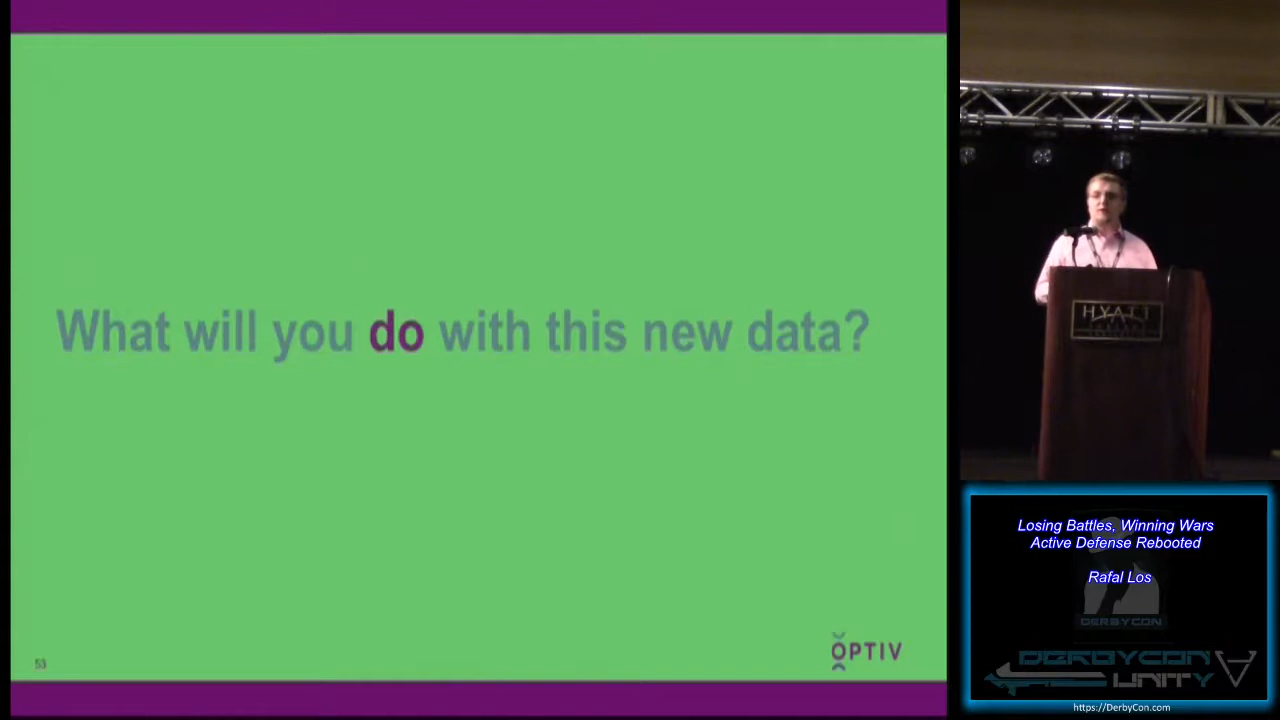 What will you do with this new data?
53
OPTIV
HYATT
Losing Battles, Winning Wars
Active Defense Rebooted
Rafal Los
DERBYCON
DERBYCON
UNITY
https://DerbyCon.com